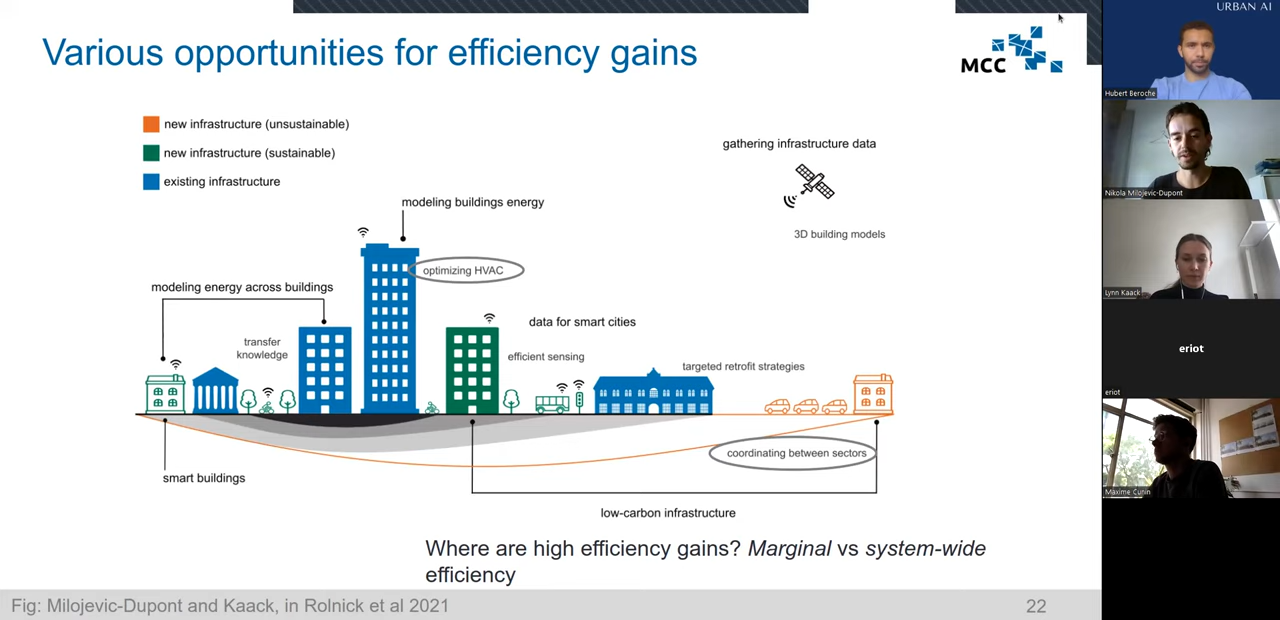 URBAN AI
Various opportunities for efficiency gains
MCC
Hubert Beroche
new infrastructure (unsustainable)
gathering infrastructure data
new infrastructure (sustainable)
existing infrastructure
Nikola Milojevic-Dupont
modeling buildings energy
3D building models
optimizing HVAC
modeling energy across buildings
Lynn Kaack
data for smart cities
transfer
knowledge
efficient sensing
eriot
targeted retrofit strategies
eriot
coordinating between sectors
smart buildings
Maxime Cunin
low-carbon infrastructure
Where are high efficiency gains? Marginal vs system-wide
efficiency
Fig: Milojevic-Dupont and Kaack, in Rolnick et al 2021
22